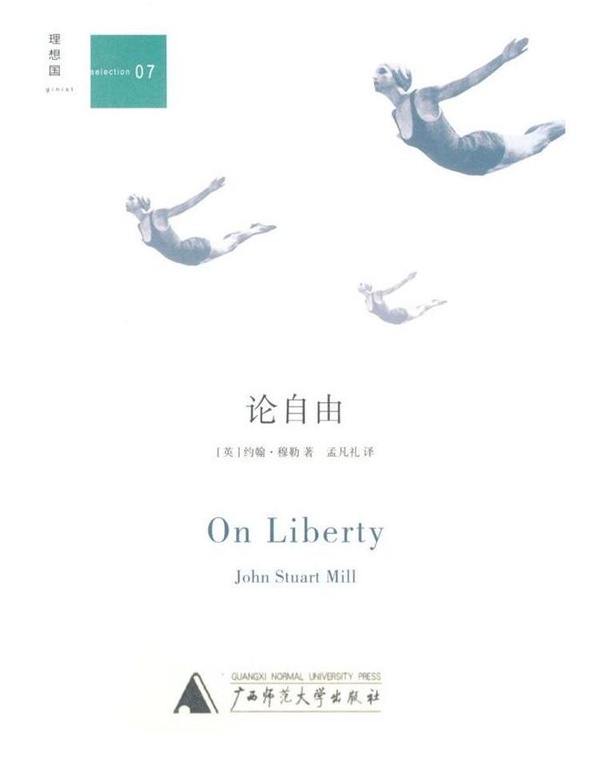 理想国
ginist
selection 07
论自由
[英]约翰·穆勒 著 孟凡礼 译
On Liberty
John Stuart Mill
GUANGXI NORMAL UNIVERSITY PRESS
广西师范大学出版社